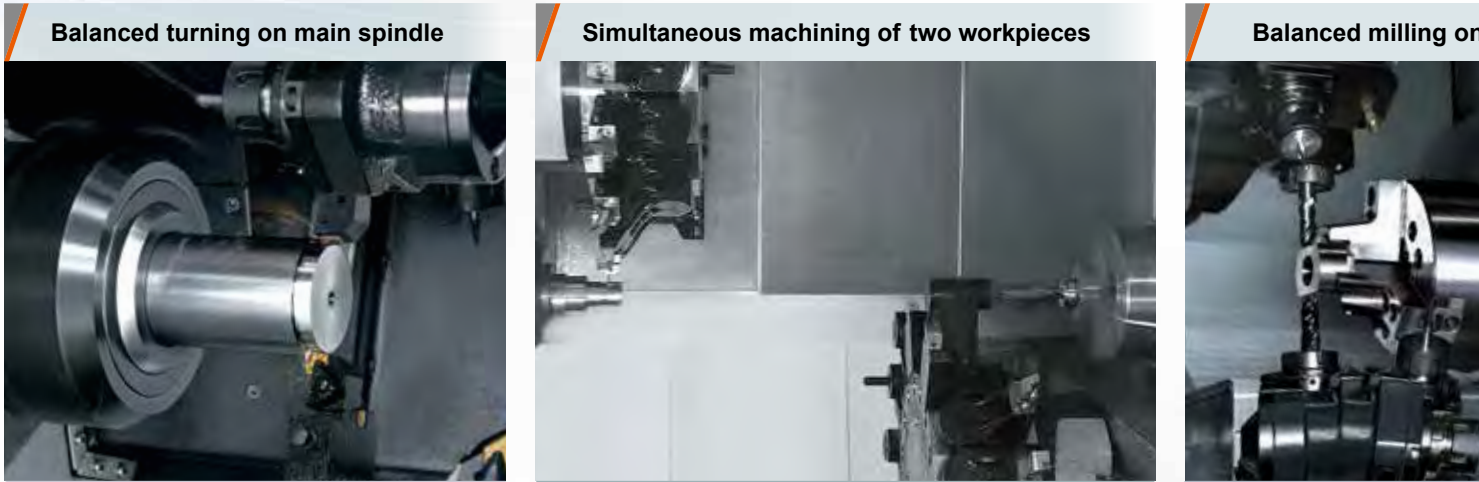 Balanced turning on main spindle
Simultaneous machining of two workpieces
Balanced milling on